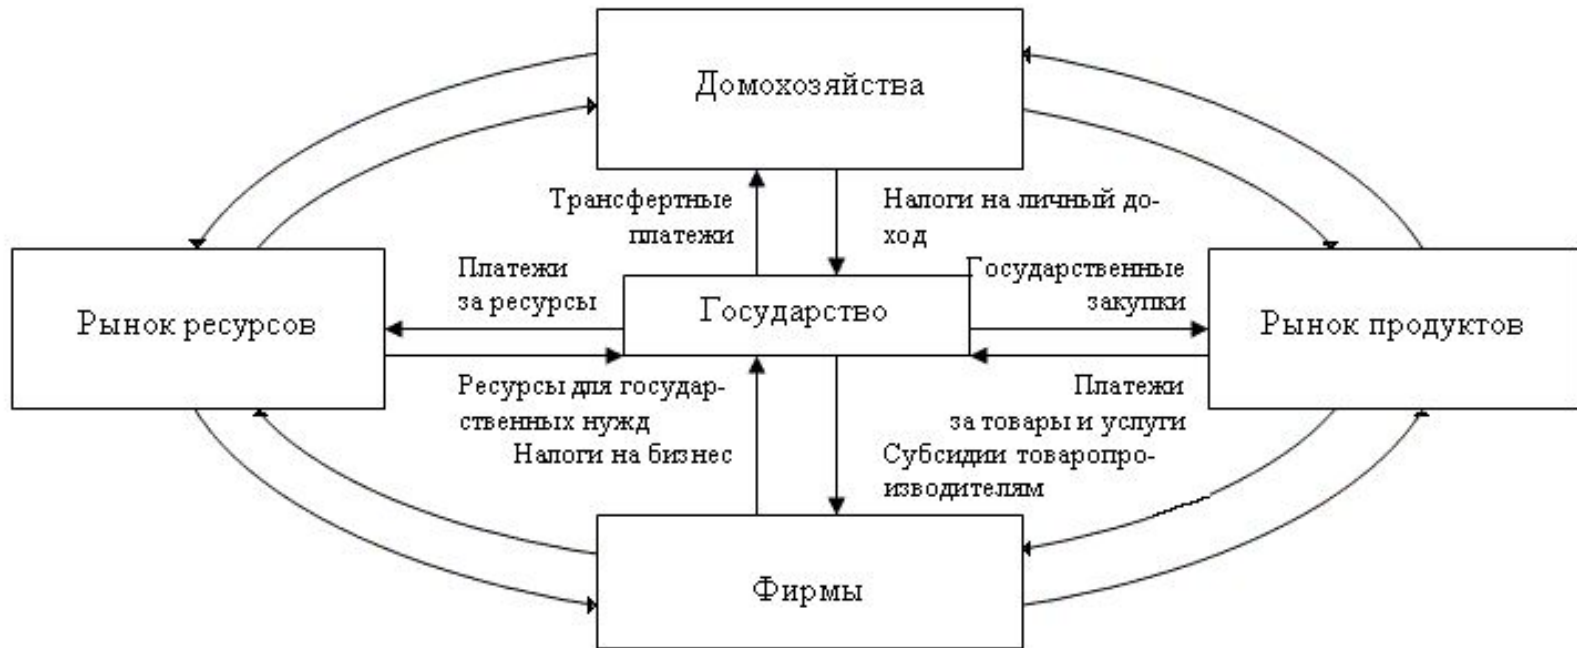 Домохозяйства
Трансфертные
платежи
Налоги на личный до-
ход
Платежи
за ресурсы
Государственные
закупки
Рынок ресурсов
Государство
Рынок продуктов
Ресурсы для государ-
ственных нужд
Платежи
за товары и услуги
Налоги на бизнес
Субсидии товаропро-
изводителям
Фирмы